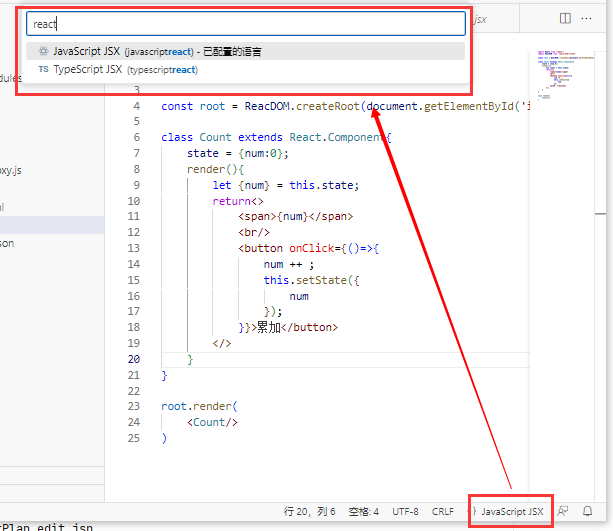 react
.jsx
JavaScript JSX (javascriptreact) - 已配置的语言
TS TypeScript JSX (typescriptreact)
dules
oxy.js
al
son
3
4 const root = ReacDOM.createRoot(document.getElementById('i
5
6 class Count extends React.Component{
7 state = {num:0};
8 render(){
9 let {num} = this.state;
10 return<>
11 <span>{num}</span>
12 <br/>
13 <button onClick={()=>{
14 num ++ ;
15 this.setState({
16 num
17 });
18 }}>累加</button>
19 </>
20 }
21 }
22
23 root.render(
24 <Count/>
25 )
行 20，列 6 空格: 4 UTF-8 CRLF JavaScript JSX
tPlan_edit.jsp